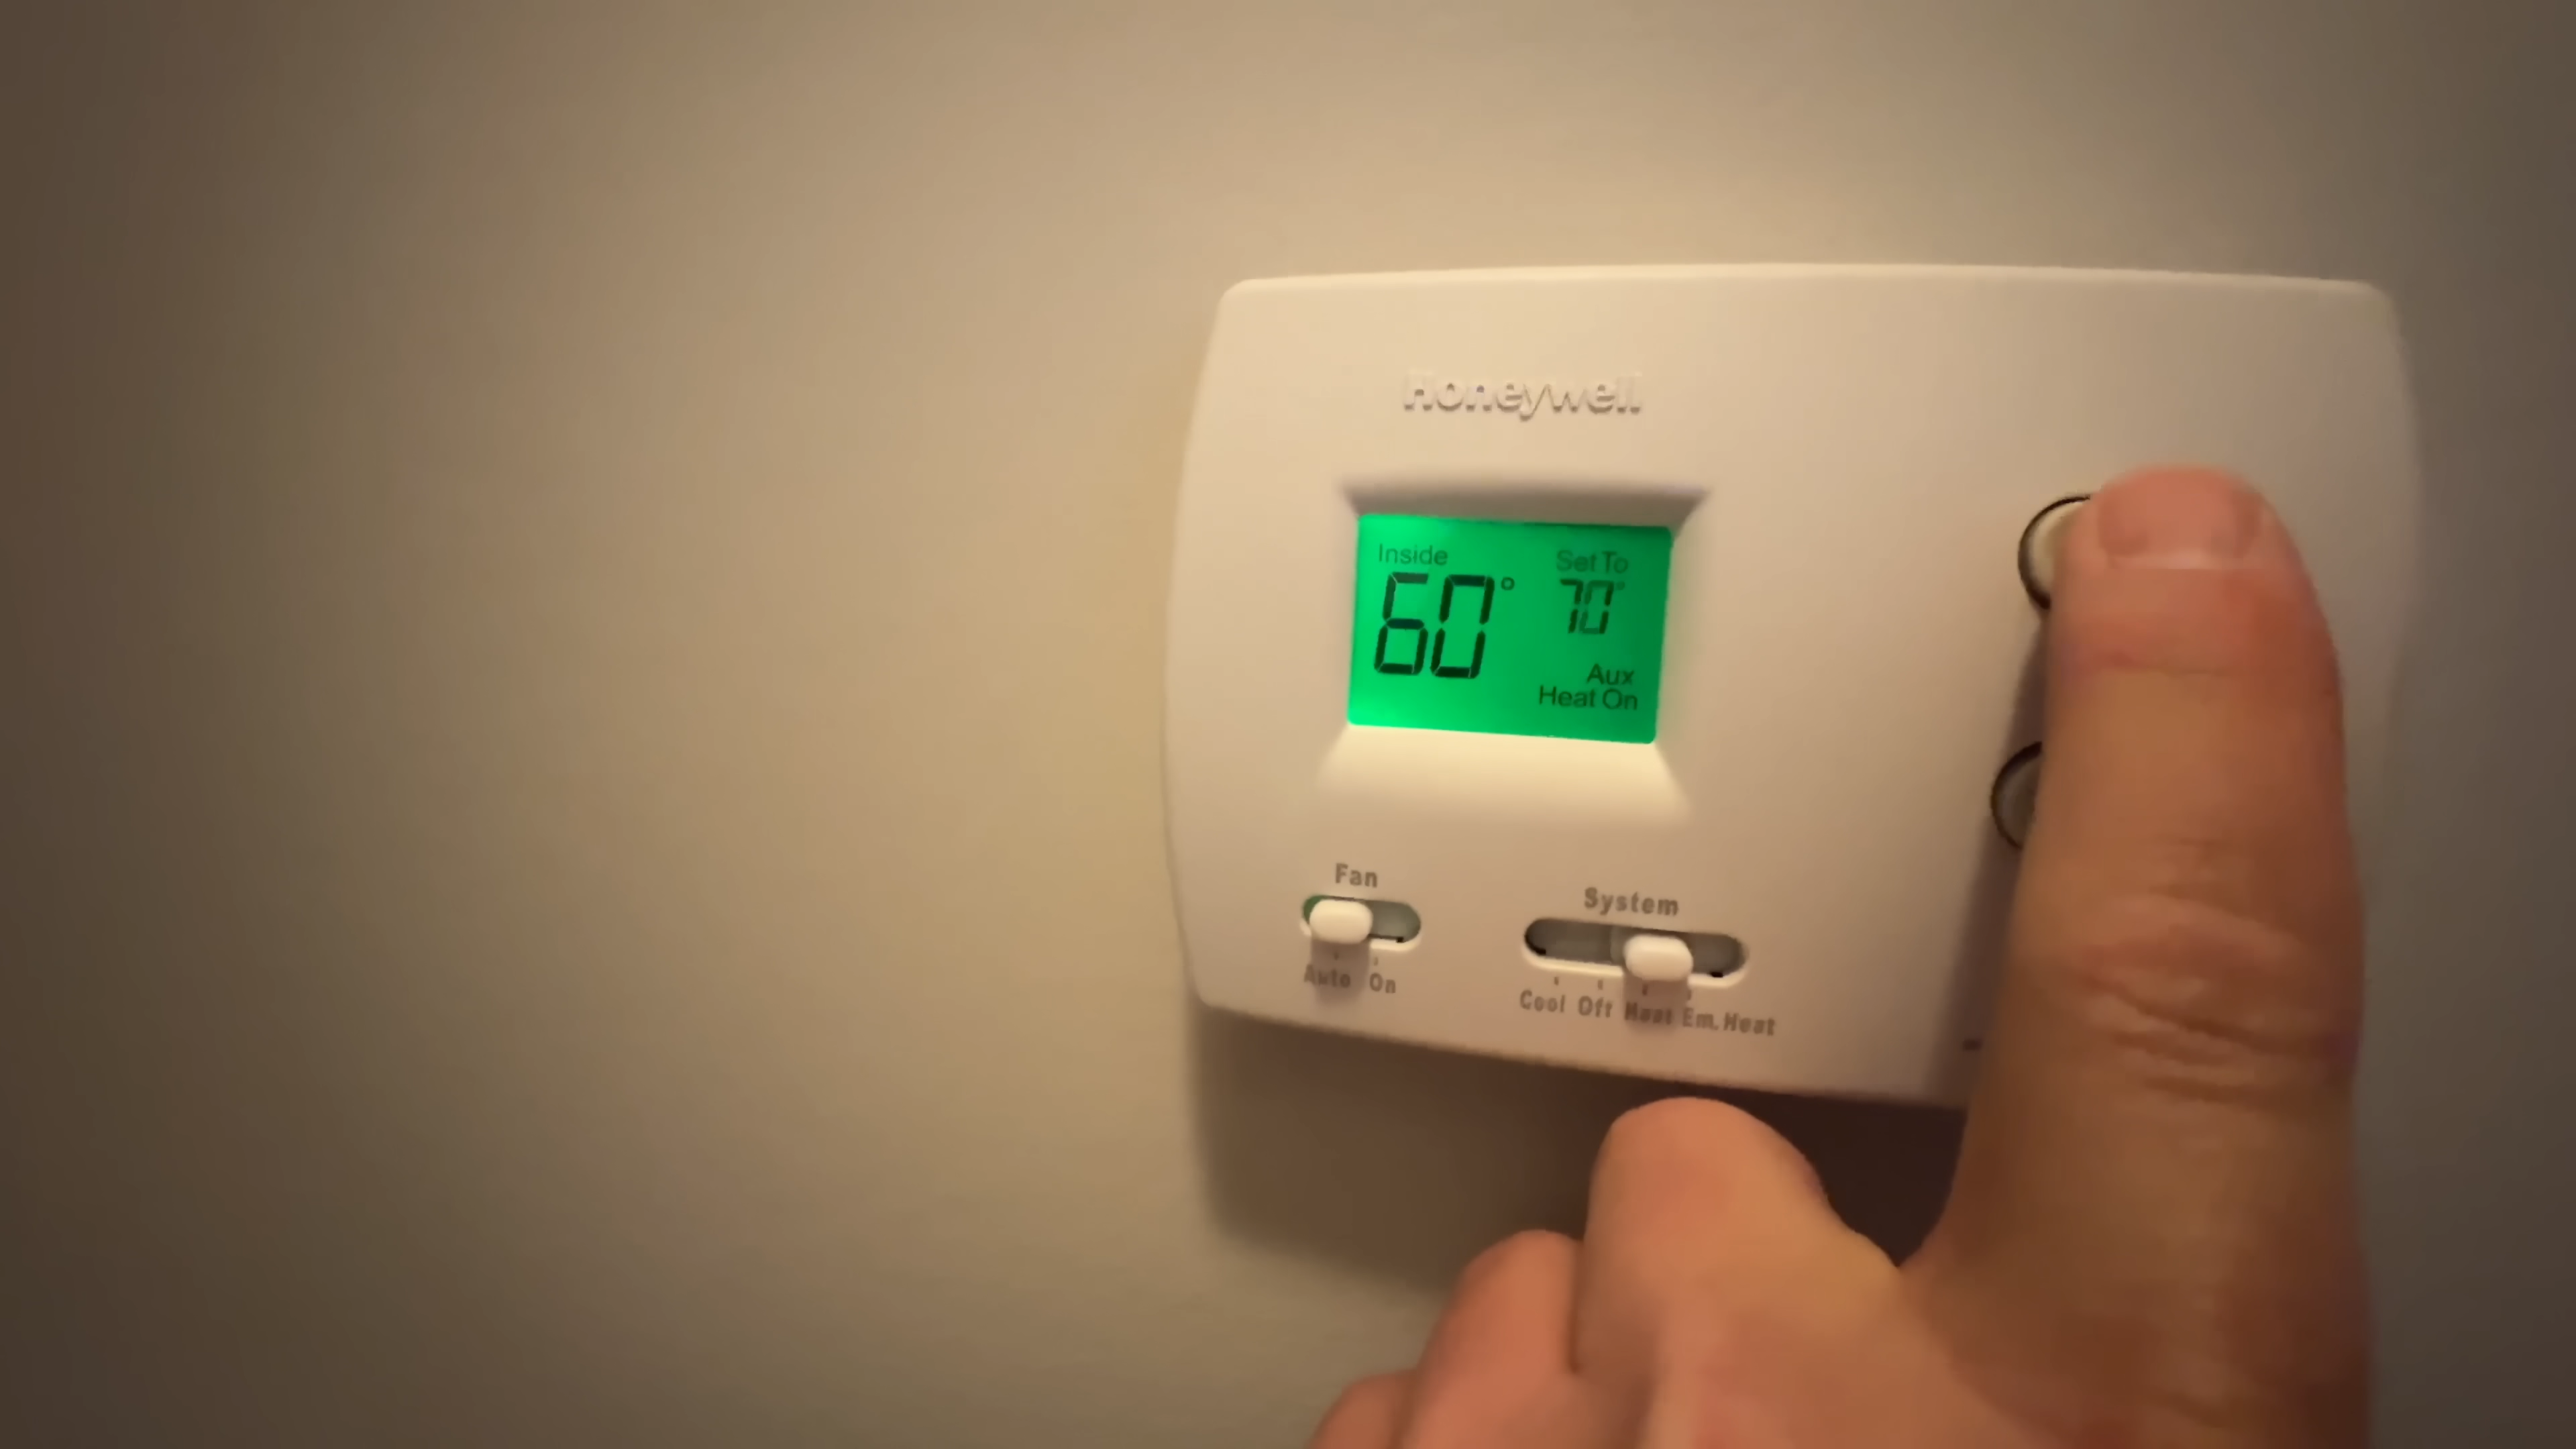 Honeywell
Inside
Set To
60°
70°
Aux
Heat On
Fan
Auto On
System
Cool Off Heat Em. Heat